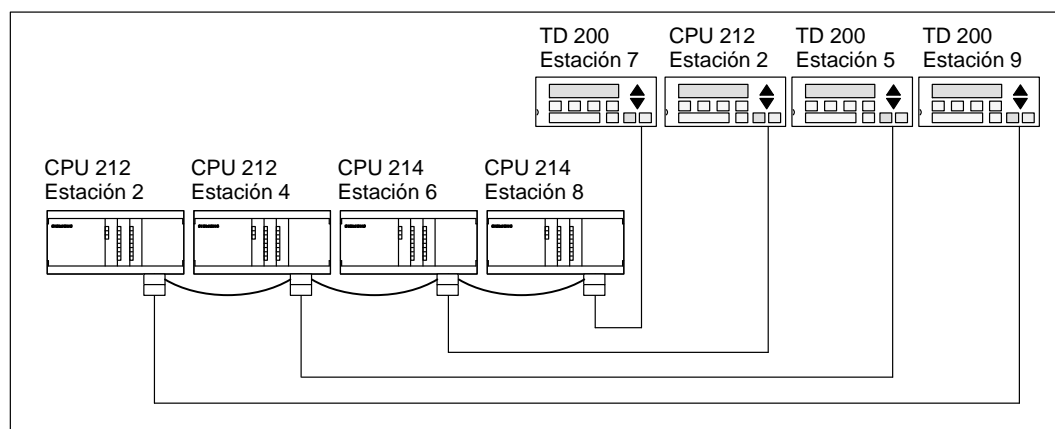 TD 200
Estación 7
CPU 212
Estación 2
TD 200
Estación 5
TD 200
Estación 9
CPU 212
Estación 2
CPU 212
Estación 4
CPU 214
Estación 6
CPU 214
Estación 8